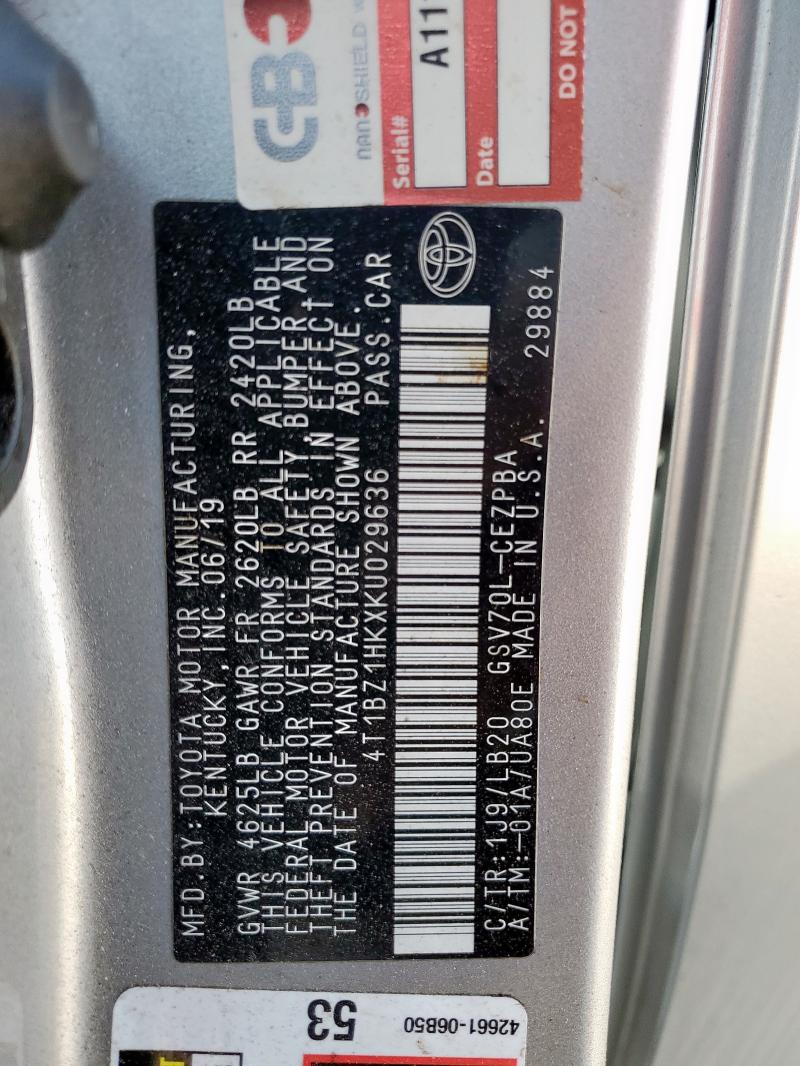 GB
NANOSHIELD
Serial#
A11
Date
DO NOT
MFD.BY:TOYOTA MOTOR MANUFACTURING,
KENTUCKY,INC.06/19
GVWR 4625LB GAWR FR 2620LB RR 2420LB
THIS VEHICLE CONFORMS TO ALL APPLICABLE
FEDERAL MOTOR VEHICLE SAFETY,BUMPER AND
THEFT PREVENTION STANDARDS IN EFFECT ON
THE DATE OF MANUFACTURE SHOWN ABOVE.
4T1BZ1HKXKU029636 PASS.CAR
C/TR:1J9/LB20 GSV70L-CEZPBA
A/TM:-01A/UA80E MADE IN U.S.A. 29884
53
42661-06B50